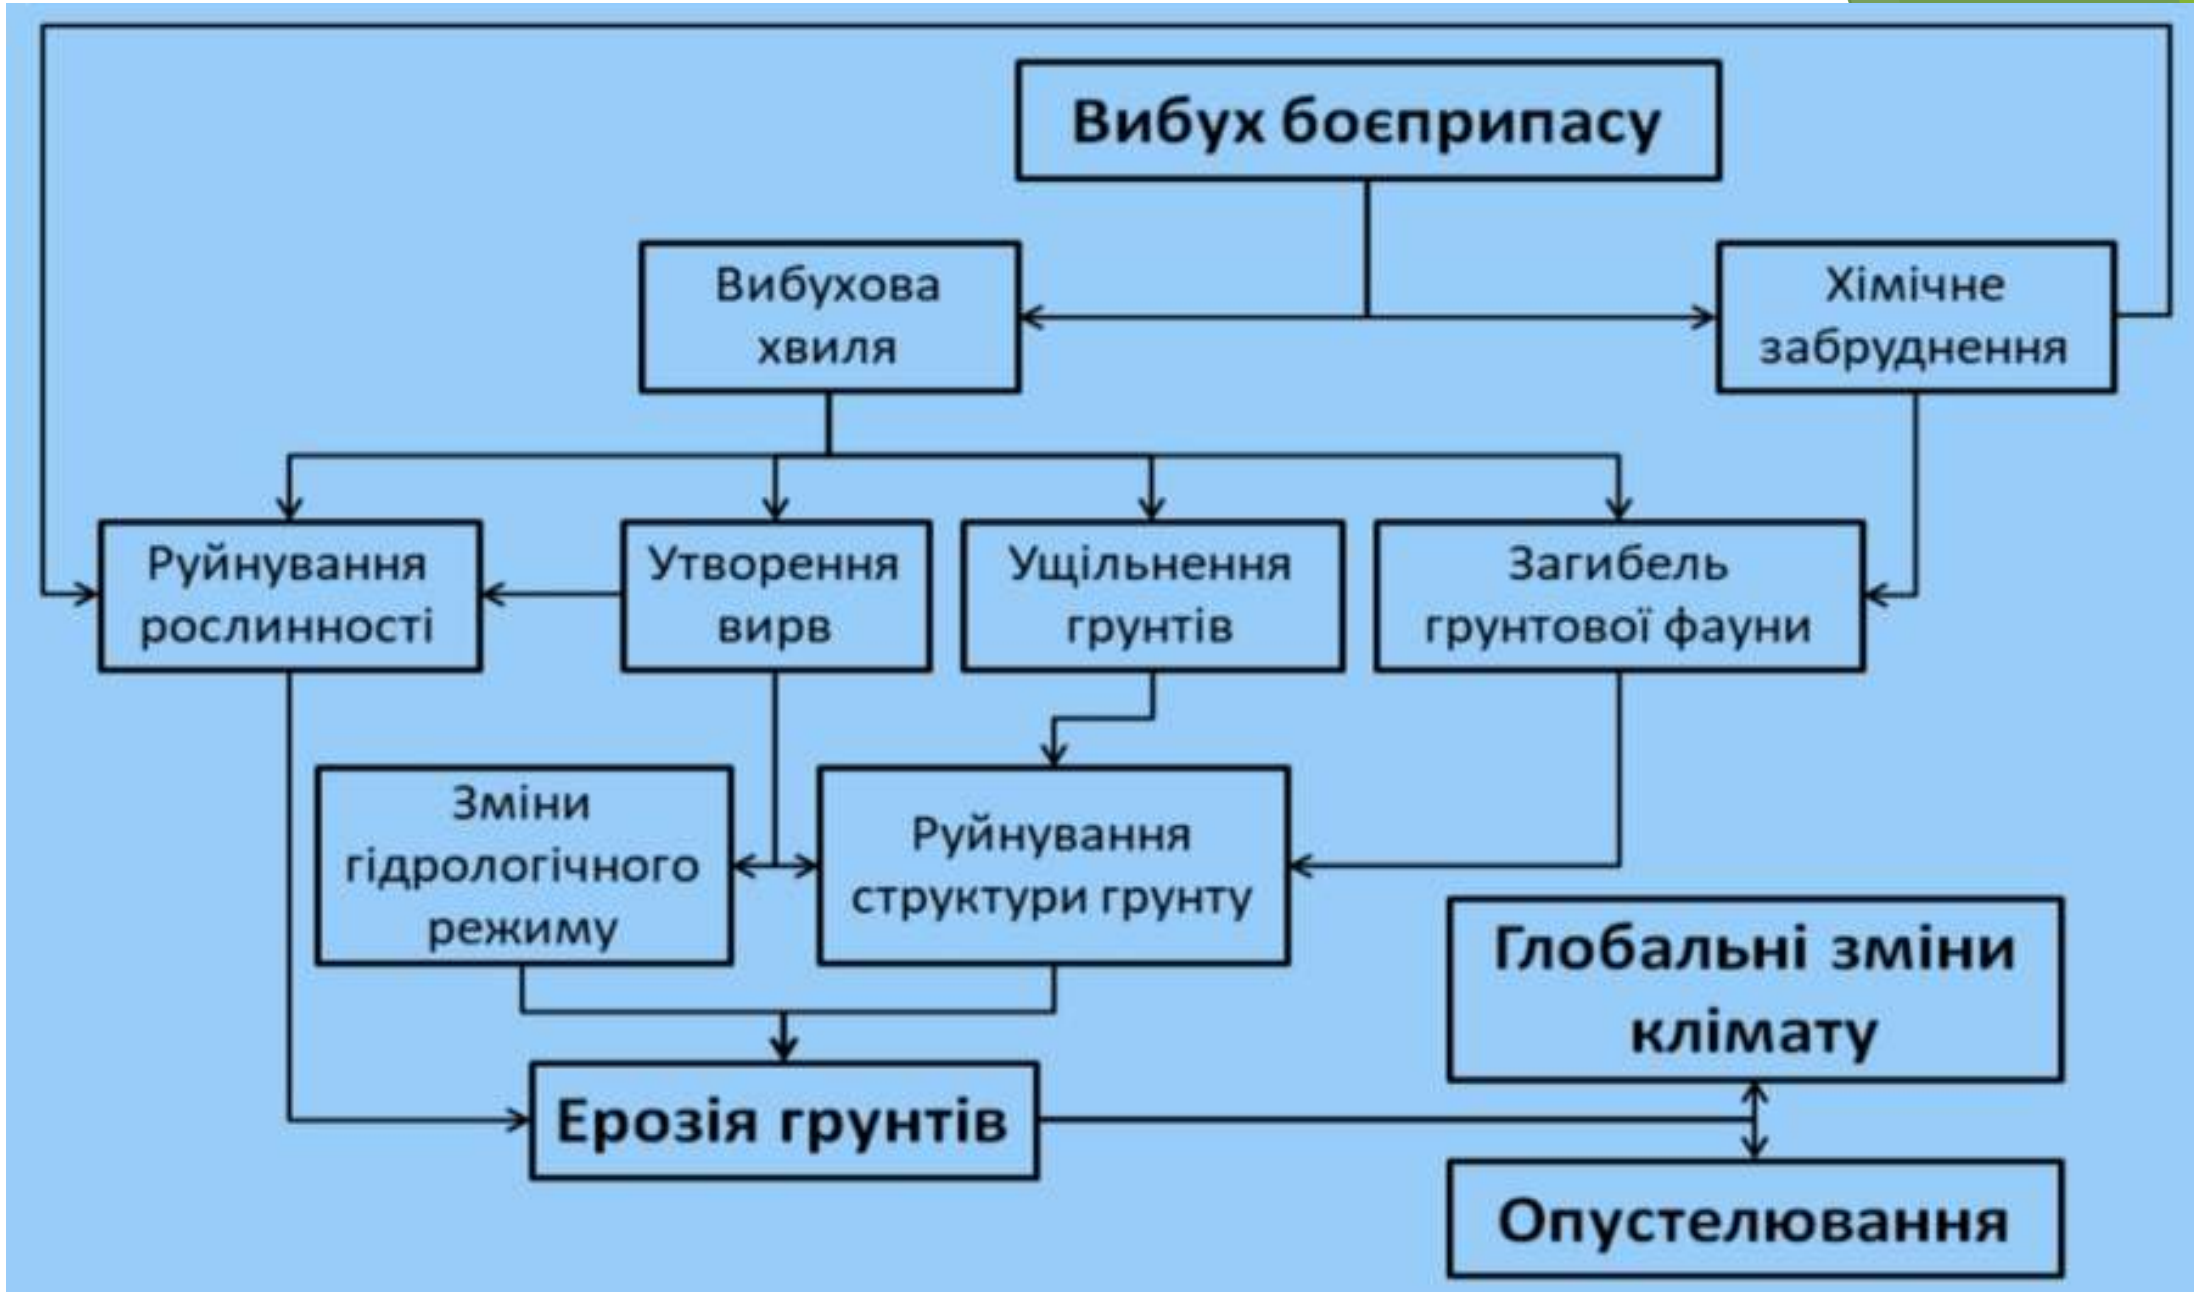 Вибух боєприпасу
Вибухова
хвиля
Хімічне
забруднення
Руйнування
рослинності
Утворення
вирв
Ущільнення
грунтів
Загибель
грунтової фауни
Зміни
гідрологічного
режиму
Руйнування
структури грунту
Глобальні зміни
клімату
Ерозія грунтів
Опустелювання